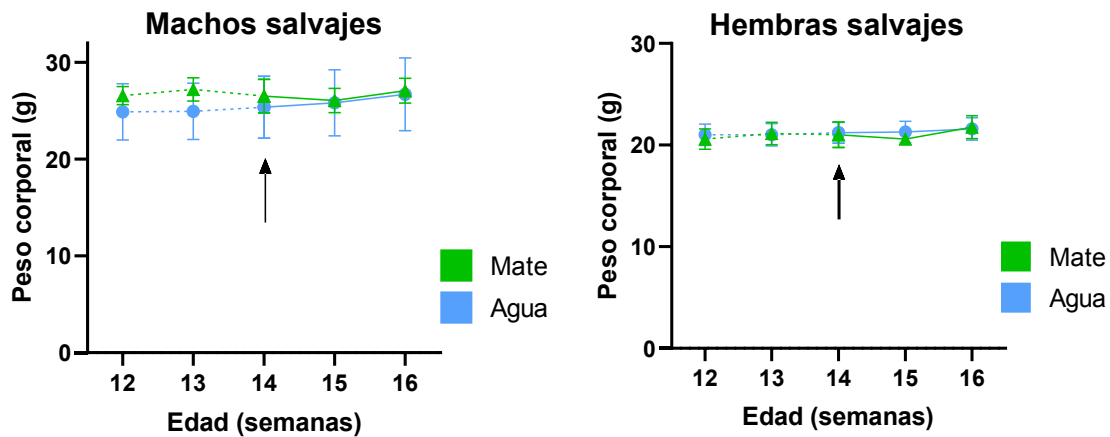 Machos salvajes
Peso corporal (g)
30
20
10
0
12 13 14 15 16
Edad (semanas)
Mate
Agua
Hembras salvajes
Peso corporal (g)
30
20
10
0
12 13 14 15 16
Edad (semanas)
Mate
Agua